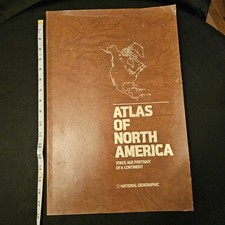 ATLAS
OF
NORTH
AMERICA
SPACE AGE PORTRAIT
OF A CONTINENT
NATIONAL GEOGRAPHIC